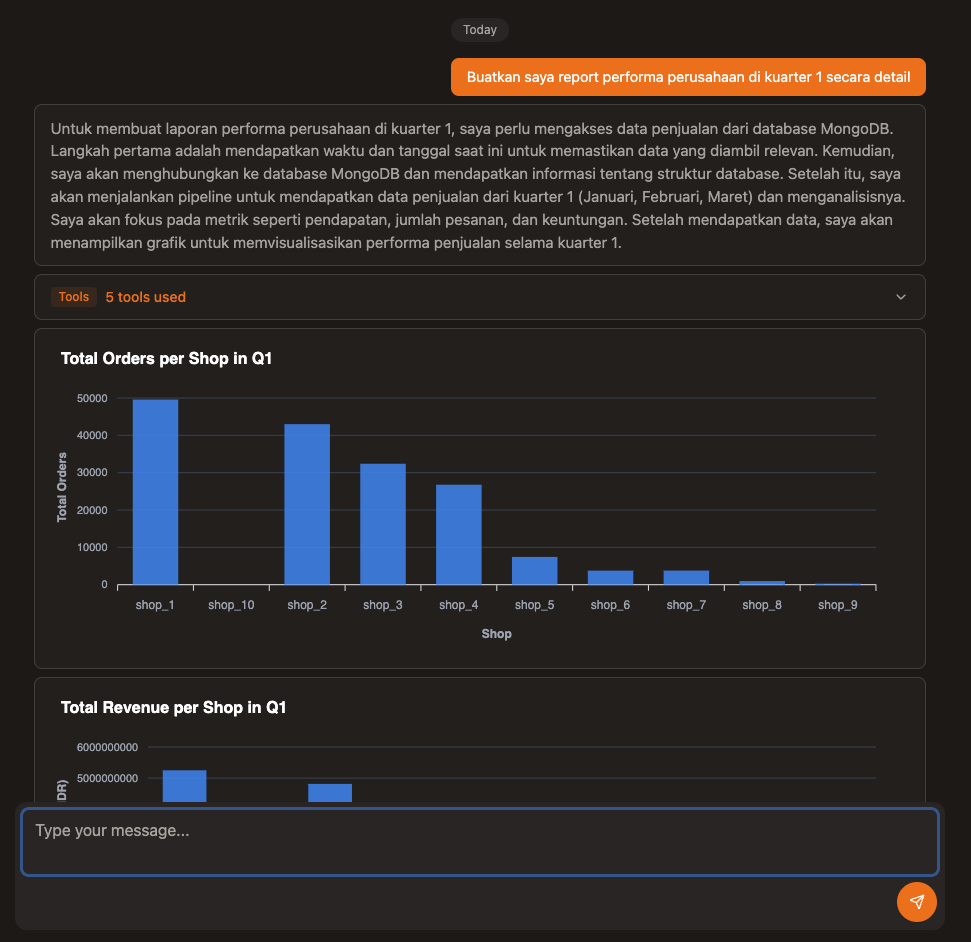 Today
Buatkan saya report performa perusahaan di kuarter 1 secara detail
Untuk membuat laporan performa perusahaan di kuarter 1, saya perlu mengakses data penjualan dari database MongoDB.
Langkah pertama adalah mendapatkan waktu dan tanggal saat ini untuk memastikan data yang diambil relevan. Kemudian,
saya akan menghubungkan ke database MongoDB dan mendapatkan informasi tentang struktur database. Setelah itu, saya
akan menjalankan pipeline untuk mendapatkan data penjualan dari kuarter 1 (Januari, Februari, Maret) dan menganalisisnya.
Saya akan fokus pada metrik seperti pendapatan, jumlah pesanan, dan keuntungan. Setelah mendapatkan data, saya akan
menampilkan grafik untuk memvisualisasikan performa penjualan selama kuarter 1.
Tools 5 tools used
Total Orders per Shop in Q1
50000
40000
30000
20000
10000
0
Total Orders
shop_1 shop_10 shop_2 shop_3 shop_4 shop_5 shop_6 shop_7 shop_8 shop_9
Shop
Total Revenue per Shop in Q1
6000000000
5000000000
DR)
Type your message...